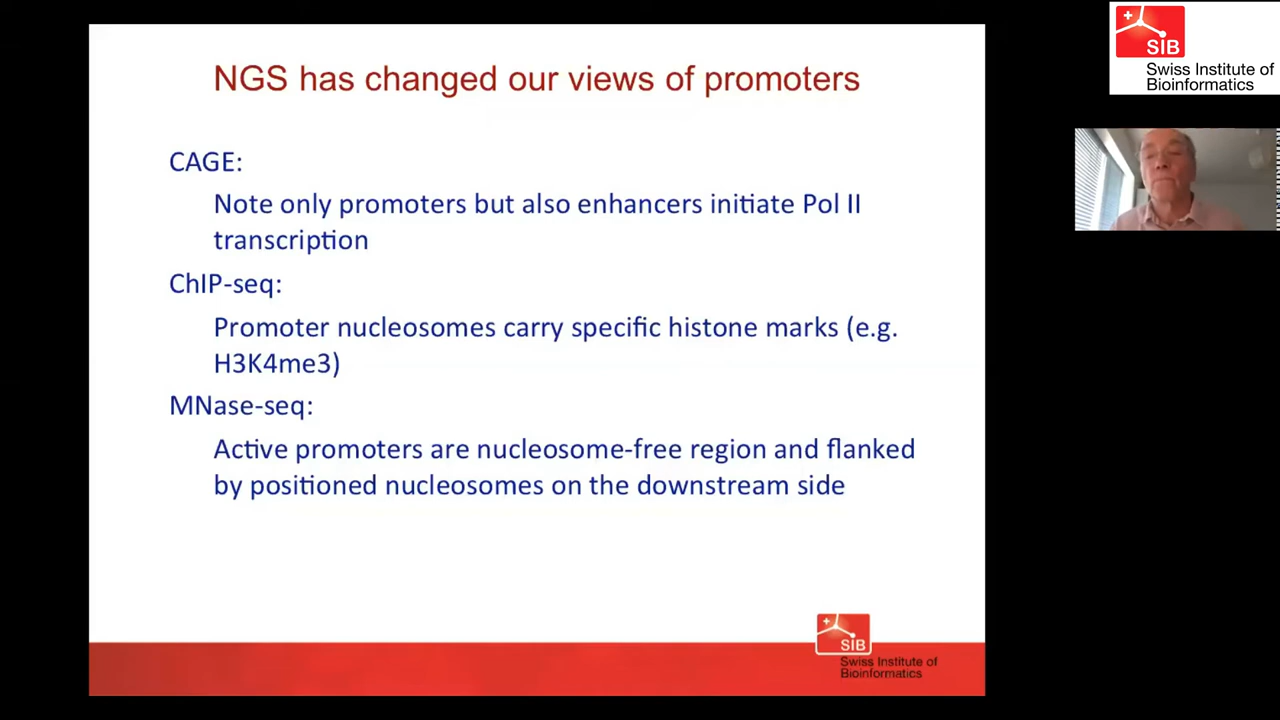 NGS has changed our views of promoters
CAGE:
Note only promoters but also enhancers initiate Pol II
transcription
ChIP-seq:
Promoter nucleosomes carry specific histone marks (e.g.
H3K4me3)
MNase-seq:
Active promoters are nucleosome-free region and flanked
by positioned nucleosomes on the downstream side
SIB
Swiss Institute of
Bioinformatics
SIB
Swiss Institute of
Bioinformatics